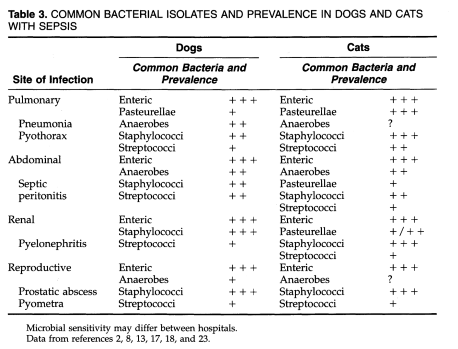 Table 3. COMMON BACTERIAL ISOLATES AND PREVALENCE IN DOGS AND CATS
WITH SEPSIS
Dogs Cats
Common Bacteria and Common Bacteria and
Site of Infection Prevalence Prevalence
Pulmonary Enteric +++ Enteric +++
Pasteurellae + Pasteurellae +++
Pneumonia Anaerobes ++ Anaerobes ?
Pyothorax Staphylococci ++ Staphylococci +++
Streptococci + Streptococci ++
Abdominal Enteric +++ Enteric +++
Anaerobes ++ Anaerobes ++
Septic Staphylococci ++ Pasteurellae +
peritonitis Streptococci ++ Staphylococci ++
Streptococci +
Renal Enteric +++ Enteric +++
Staphylococci +++ Pasteurellae +/++
Pyelonephritis Streptococci + Staphylococci +++
Streptococci +
Reproductive Enteric +++ Enteric +++
Anaerobes + Anaerobes ?
Prostatic abscess Staphylococci +++ Staphylococci +++
Pyometra Streptococci + Streptococci +
Microbial sensitivity may differ between hospitals.
Data from references 2, 8, 13, 17, 18, and 23.